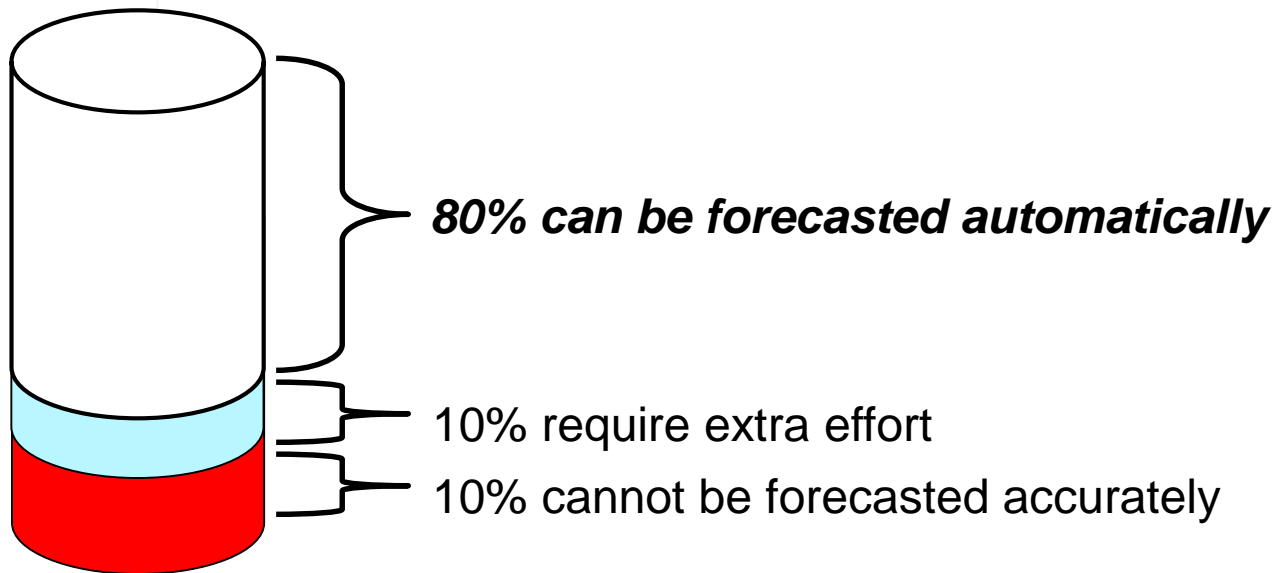 80% can be forecasted automatically
10% require extra effort
10% cannot be forecasted accurately